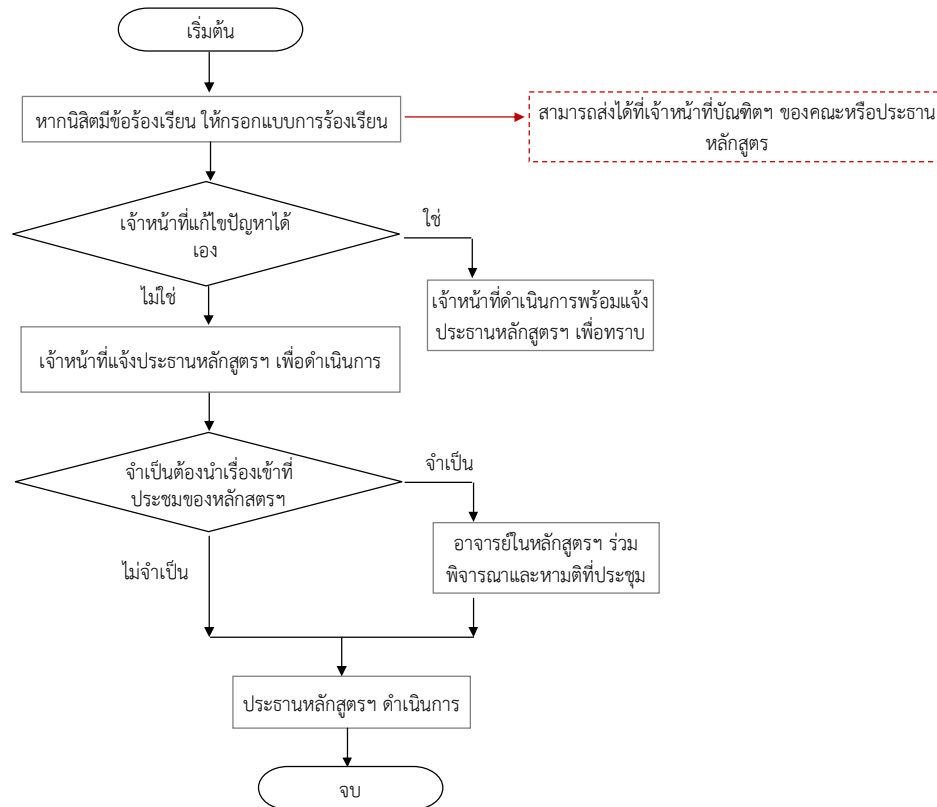 เริ่มต้น
หากนิสิตมีข้อร้องเรียน ให้กรอกแบบการร้องเรียน
สามารถส่งได้ที่เจ้าหน้าที่บัณฑิตฯ ของคณะหรือประธาน
หลักสูตร
เจ้าหน้าที่แก้ไขปัญหาได้
เอง
ใช่
ไม่ใช่
เจ้าหน้าที่ดำเนินการพร้อมแจ้ง
ประธานหลักสูตรฯ เพื่อทราบ
เจ้าหน้าที่แจ้งประธานหลักสูตรฯ เพื่อดำเนินการ
จำเป็นต้องนำเรื่องเข้าที่
ประชมของหลักสตรฯ
จำเป็น
ไม่จำเป็น
อาจารย์ในหลักสูตรฯ ร่วม
พิจารณาและหามติที่ประชุม
ประธานหลักสูตรฯ ดำเนินการ
จบ